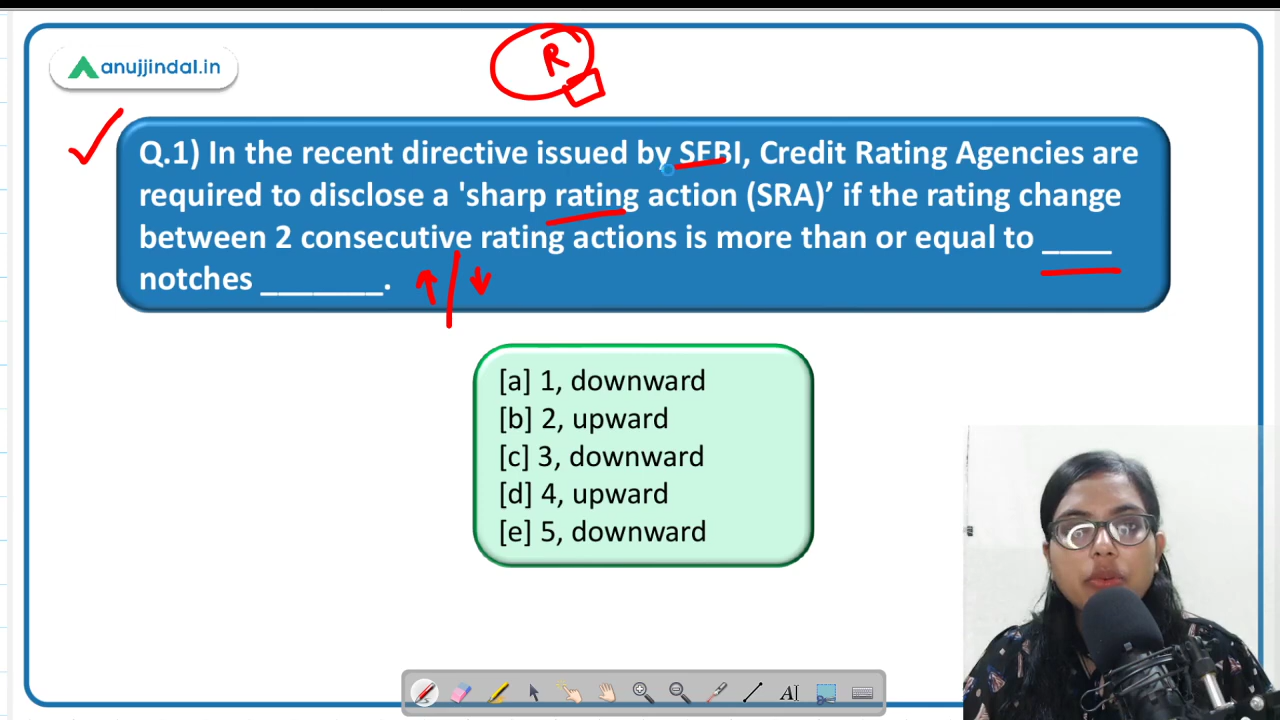 R
anujjindal.in
Q.1) In the recent directive issued by SEBI, Credit Rating Agencies are
required to disclose a 'sharp rating action (SRA)’ if the rating change
between 2 consecutive rating actions is more than or equal to ____
notches _______.
[a] 1, downward
[b] 2, upward
[c] 3, downward
[d] 4, upward
[e] 5, downward